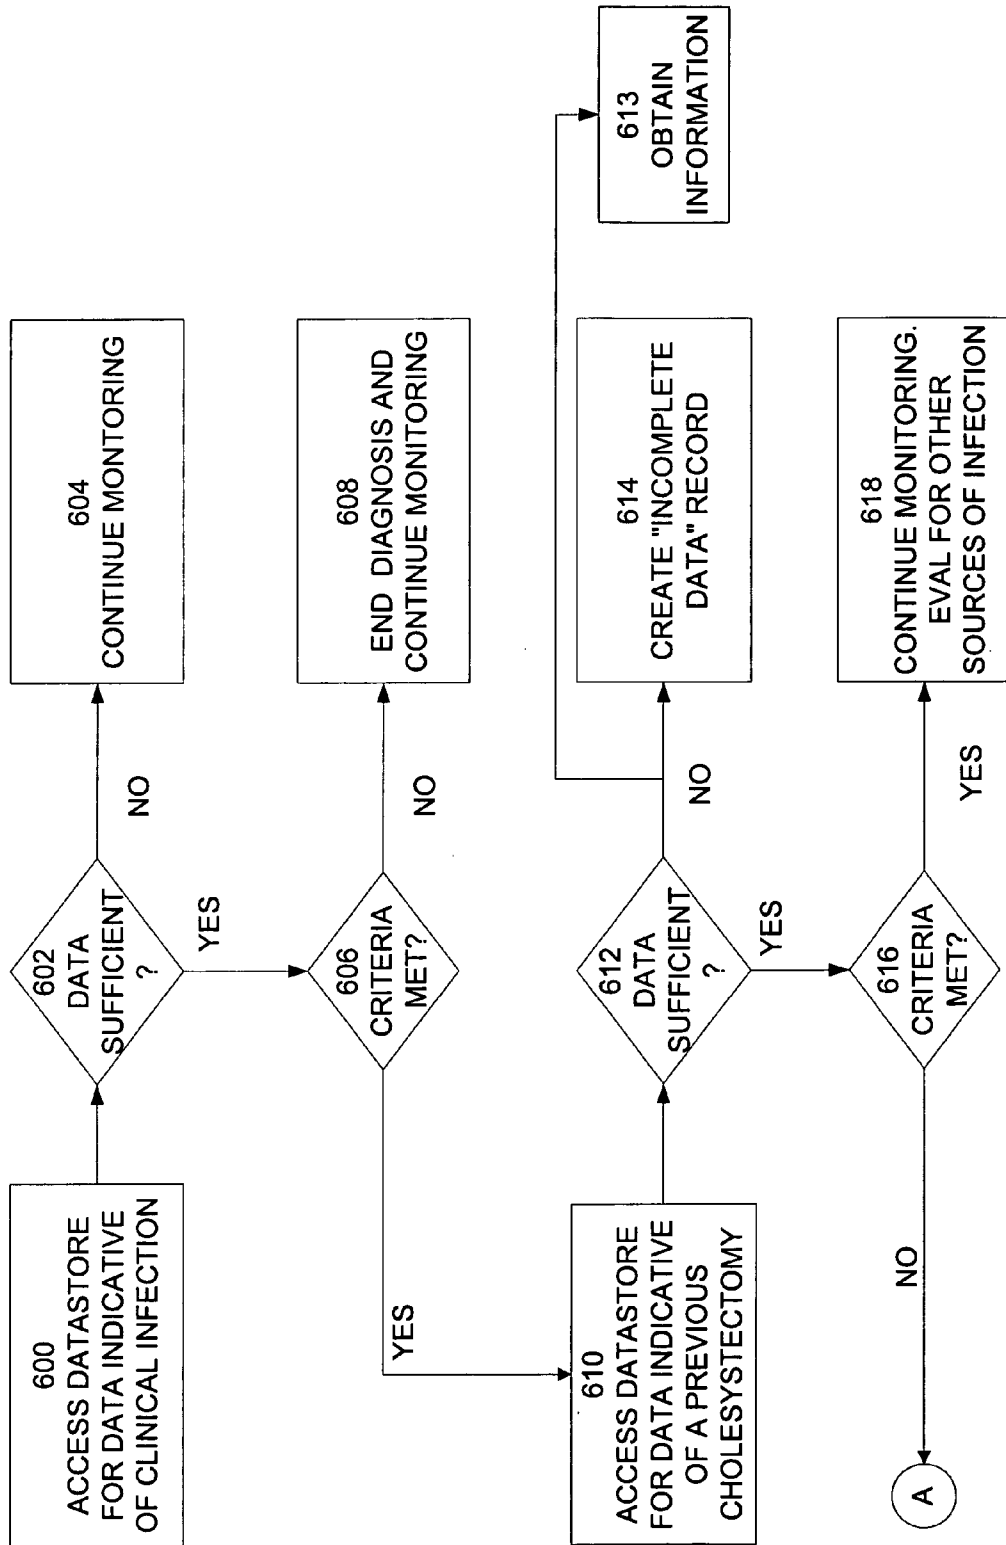 600
ACCESS DATASTORE
FOR DATA INDICATIVE
OF CLINICAL INFECTION
602
DATA
SUFFICIENT
?
NO
604
CONTINUE MONTORING
YES
606
CRITERIA
MET?
NO
608
END DIAGNOSIS AND
CONTINUE MONITORING
YES
610
ACCESS DATASTORE
FOR DATA INDICATIVE
OF A PREVIOUS
CHOLESYSTECTOMY
612
DATA
SUFFICIENT
?
NO
614
CREATE "INCOMPLETE
DATA" RECORD
613
OBTAIN
INFORMATION
YES
616
CRITERIA
MET?
YES
618
CONTINUE MONITORING.
EVAL FOR OTHER
SOURCES OF INFECTION
NO
A